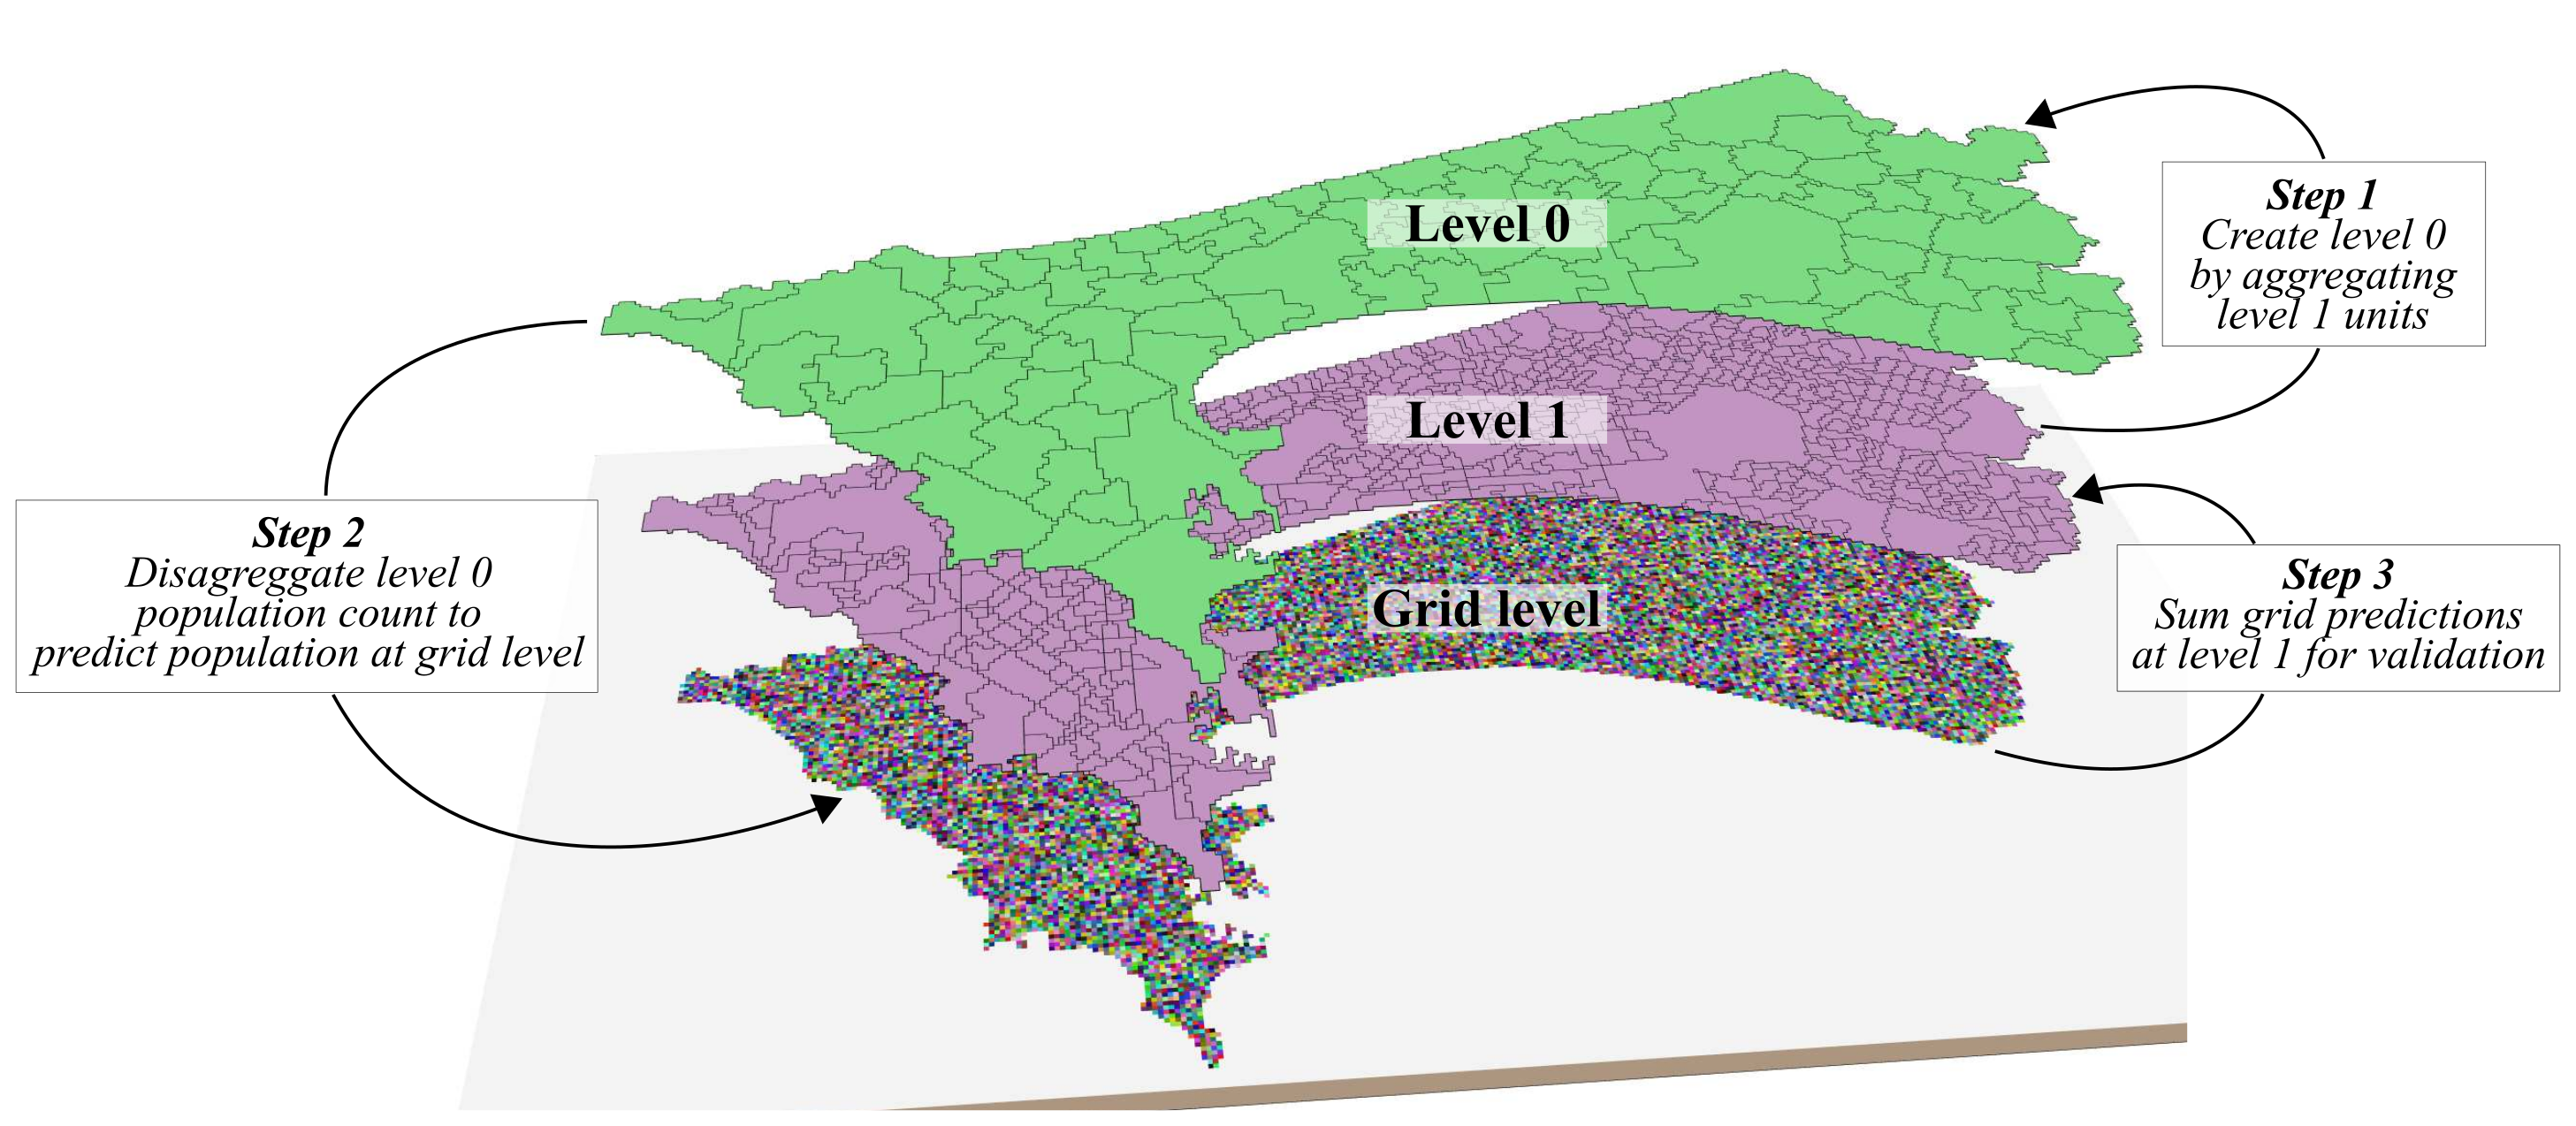 Level 0
Step 1
Create level 0
by aggregating
level 1 units
Level 1
Step 2
Disagreggate level 0
population count to
predict population at grid level
Grid level
Step 3
Sum grid predictions
at level 1 for validation